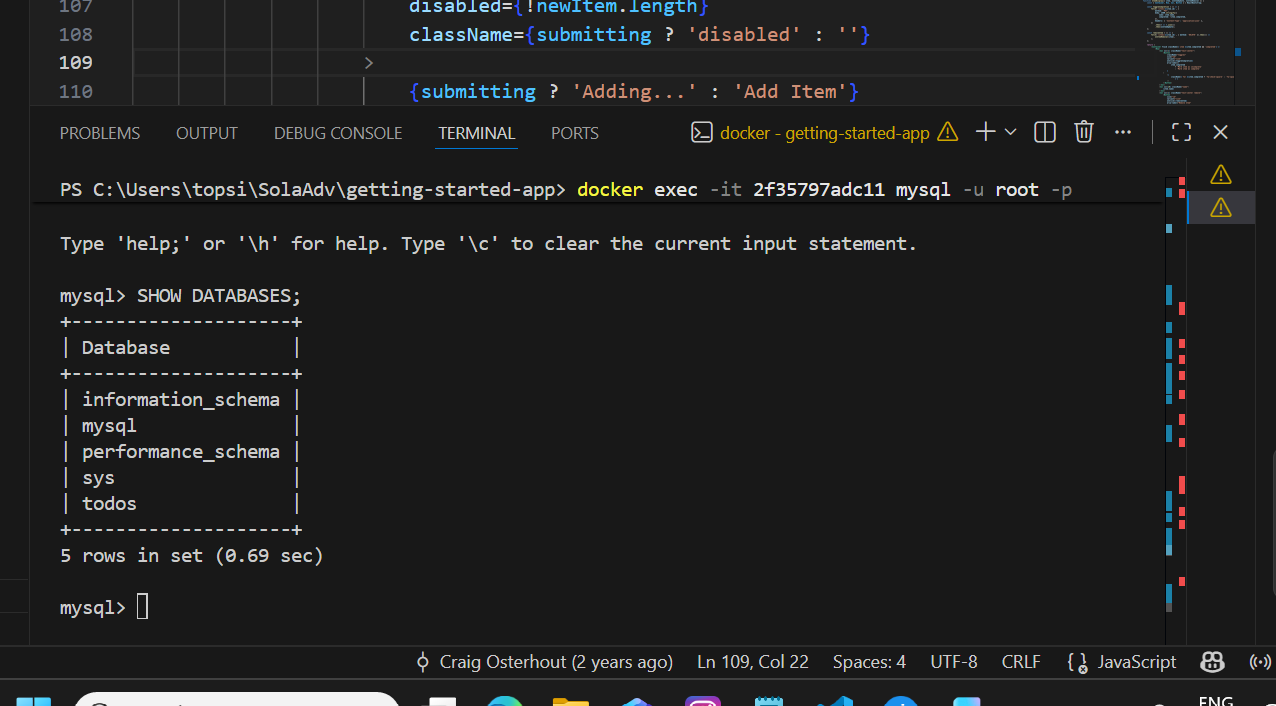 107 disabled={!newItem.length}
108 className={submitting ? 'disabled' : ''}
109 >
110 {submitting ? 'Adding...' : 'Add Item'}
PROBLEMS OUTPUT DEBUG CONSOLE TERMINAL PORTS docker - getting-started-app
PS C:\Users\topsi\SolaAdv\getting-started-app> docker exec -it 2f35797adc11 mysql -u root -p
Type 'help;' or '\h' for help. Type '\c' to clear the current input statement.
mysql> SHOW DATABASES;
+--------------------+
| Database           |
+--------------------+
| information_schema |
| mysql              |
| performance_schema |
| sys                |
| todos              |
+--------------------+
5 rows in set (0.69 sec)
mysql>
Craig Osterhout (2 years ago) Ln 109, Col 22 Spaces: 4 UTF-8 CRLF { } JavaScript
ENG